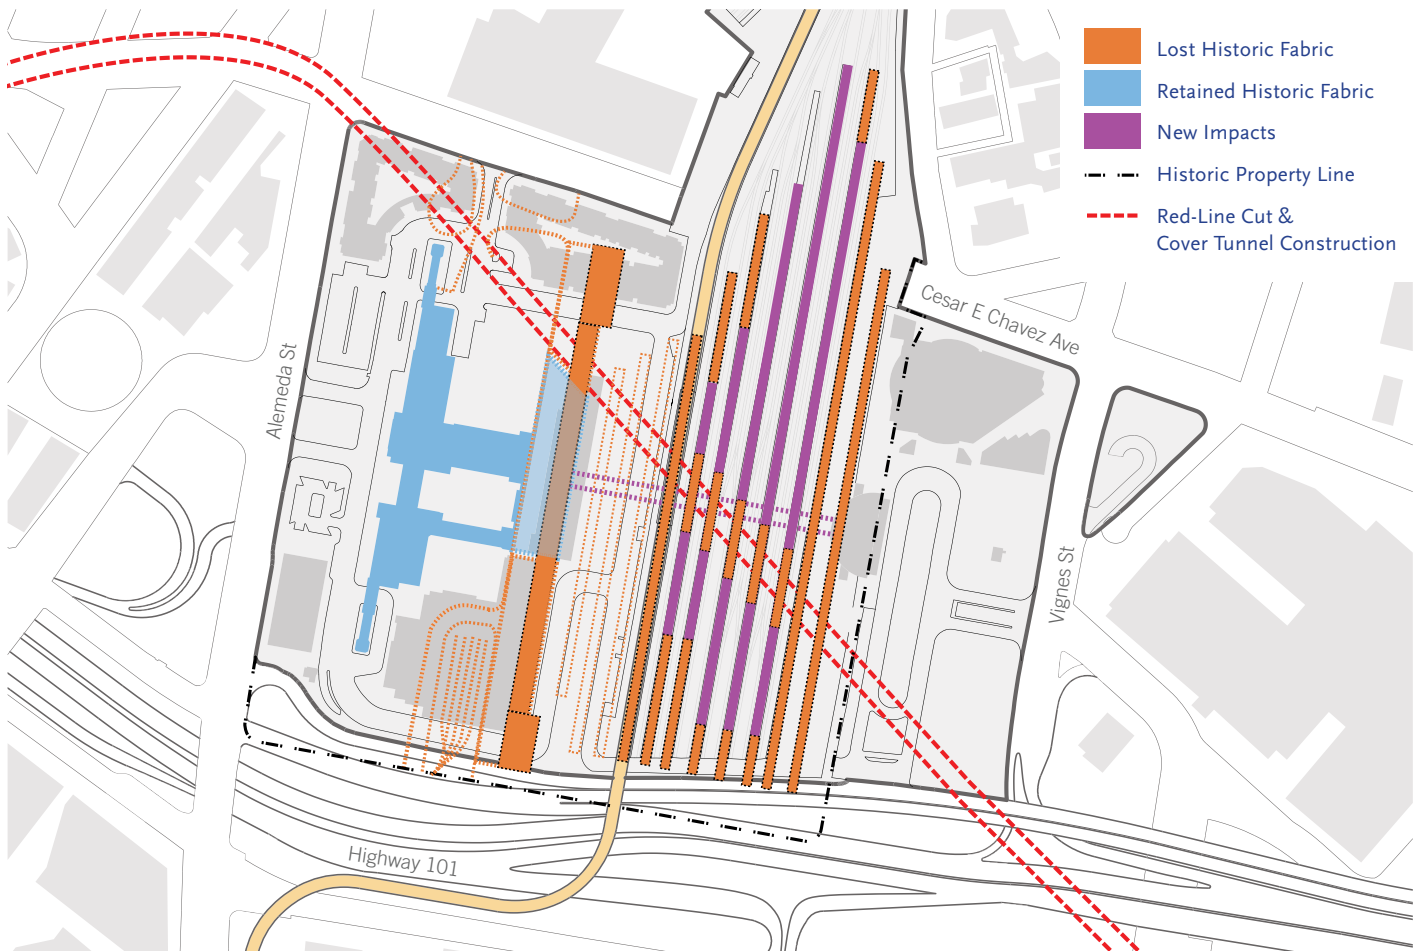 Lost Historic Fabric
Retained Historic Fabric
New Impacts
Historic Property Line
Red-Line Cut &
Cover Tunnel Construction
Cesar E Chavez Ave
Alemeda St
Vignes St
Highway 101